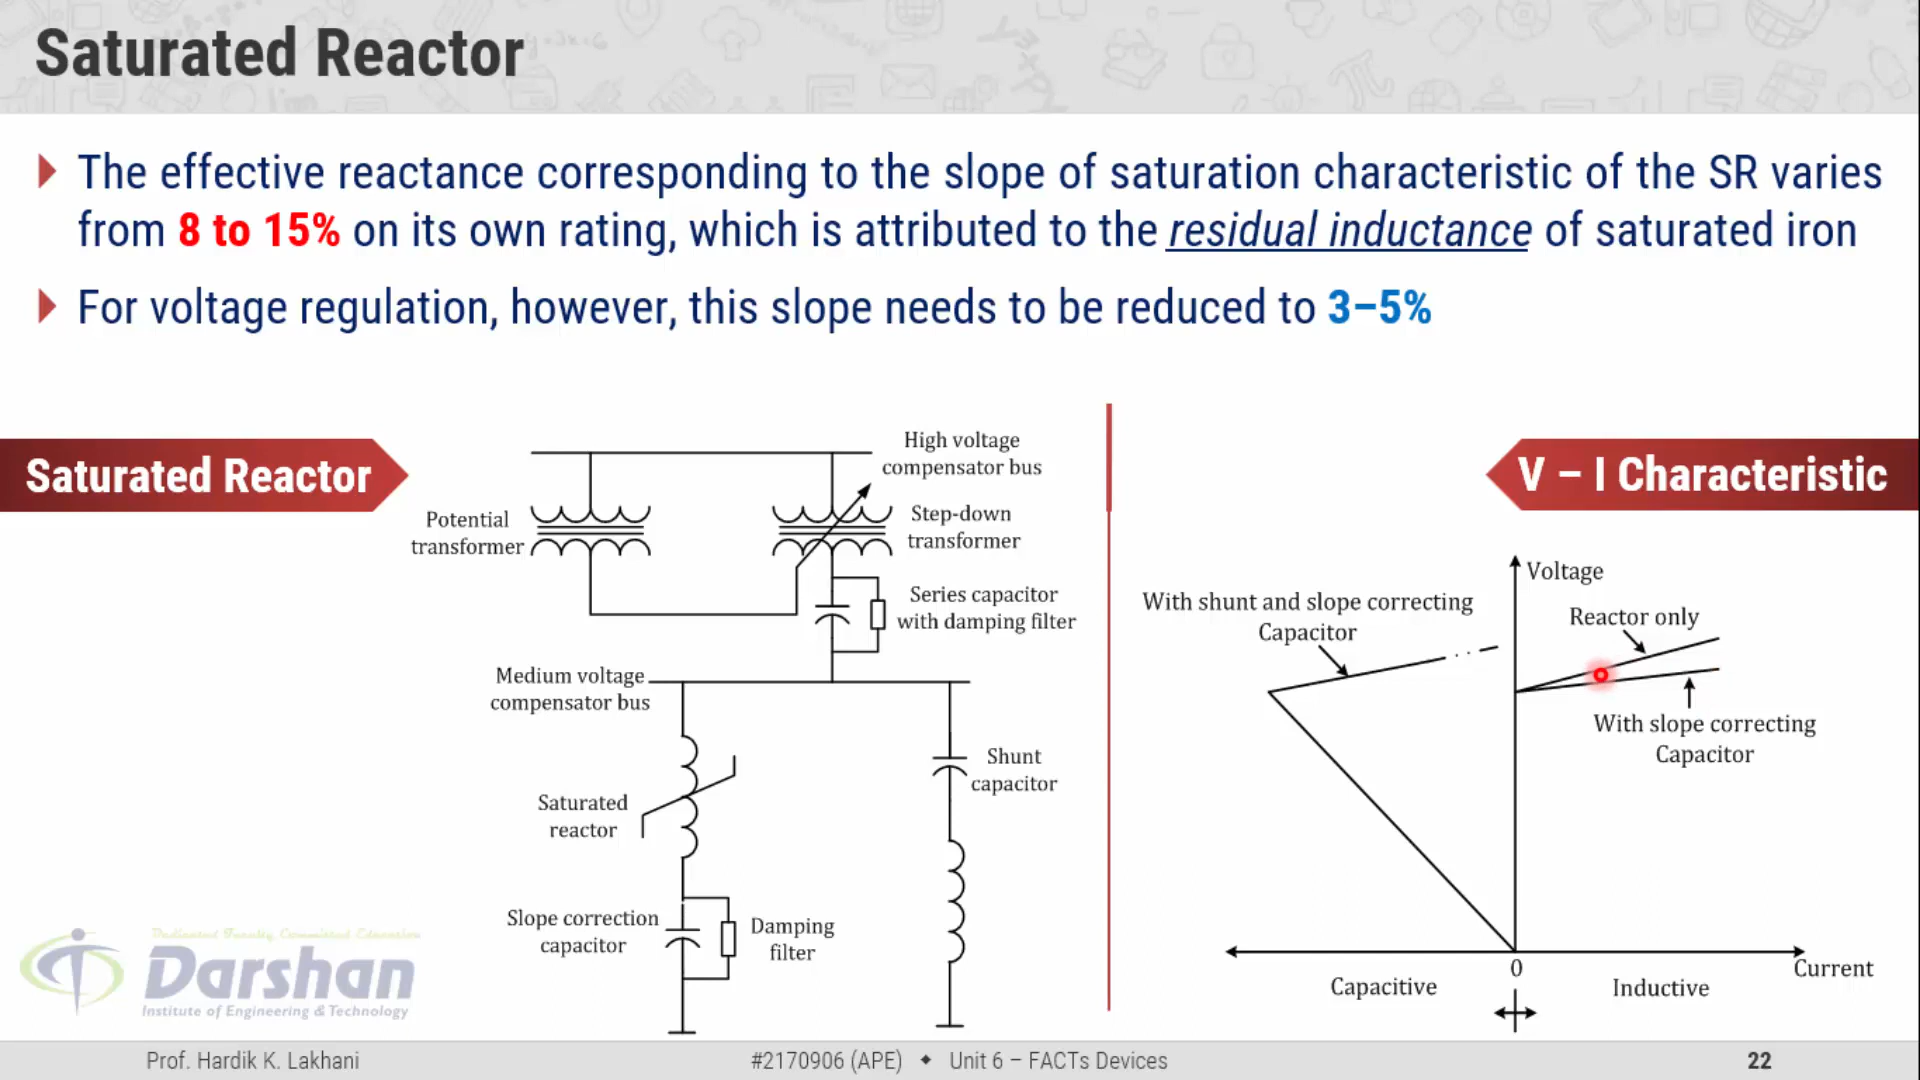 Saturated Reactor
The effective reactance corresponding to the slope of saturation characteristic of the SR varies
from 8 to 15% on its own rating, which is attributed to the residual inductance of saturated iron
For voltage regulation, however, this slope needs to be reduced to 3–5%
Saturated Reactor
High voltage
compensator bus
Potential
transformer
Step-down
transformer
Series capacitor
with damping filter
Medium voltage
compensator bus
Saturated
reactor
Shunt
capacitor
Slope correction
capacitor
Damping
filter
V – I Characteristic
Voltage
With shunt and slope correcting
Capacitor
Reactor only
With slope correcting
Capacitor
0
Current
Capacitive
Inductive
Dedicated Faculty, Committed Education
Darshan
Institute of Engineering & Technology
Prof. Hardik K. Lakhani
#2170906 (APE) ◆ Unit 6 – FACTs Devices
22